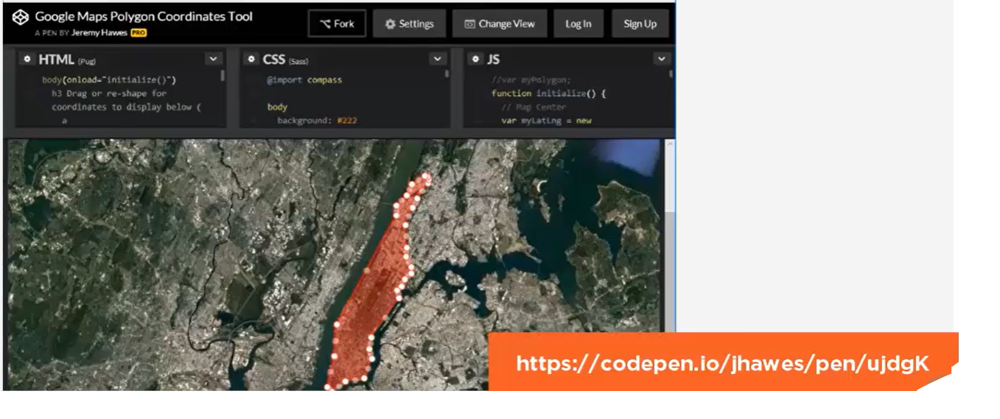 Google Maps Polygon Coordinates Tool
A PEN BY Jeremy Hawes PRO
Fork
Settings
Change View
Log In
Sign Up
HTML (Pug)
body(onload="initialize()")
h3 Drag or re-shape for
coordinates to display below (
a
CSS (Sass)
@import compass
body
background: #222
JS
//var myPolygon;
function initialize() {
// Map Center
var myLatLng = new
https://codepen.io/jhawes/pen/ujdgK